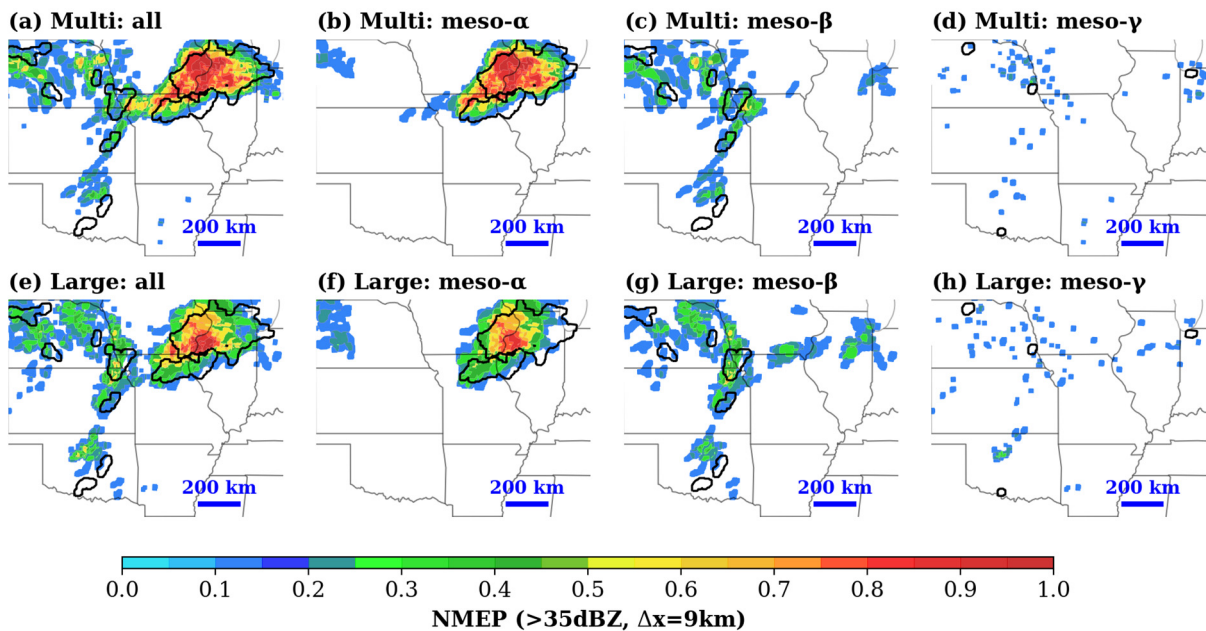 (a) Multi: all
(b) Multi: meso-α
(c) Multi: meso-β
(d) Multi: meso-γ
200 km
200 km
200 km
200 km
(e) Large: all
(f) Large: meso-α
(g) Large: meso-β
(h) Large: meso-γ
200 km
200 km
200 km
200 km
0.0 0.1 0.2 0.3 0.4 0.5 0.6 0.7 0.8 0.9 1.0
NMEP (>35dBZ, Δx=9km)